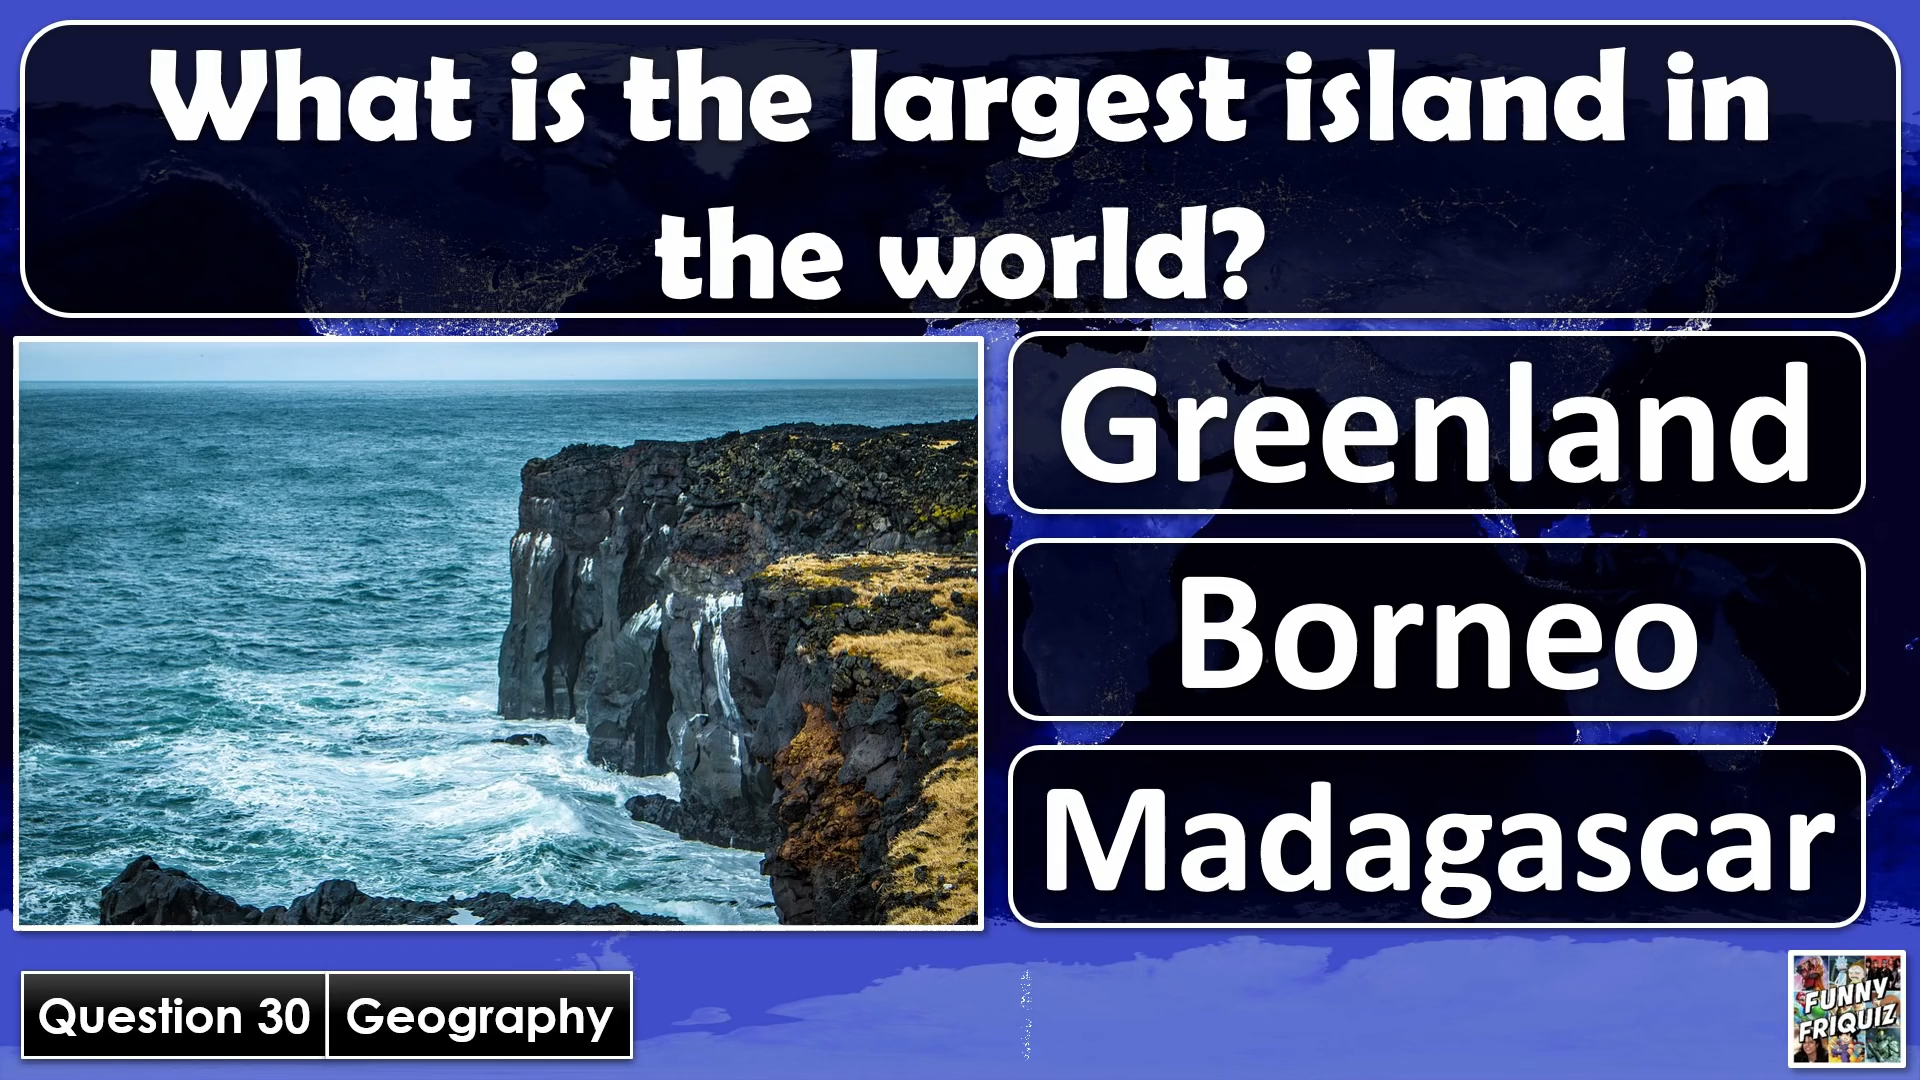 What is the largest island in
the world?
Greenland
Borneo
Madagascar
Question 30
Geography
FUNNY
FRIQUIZ